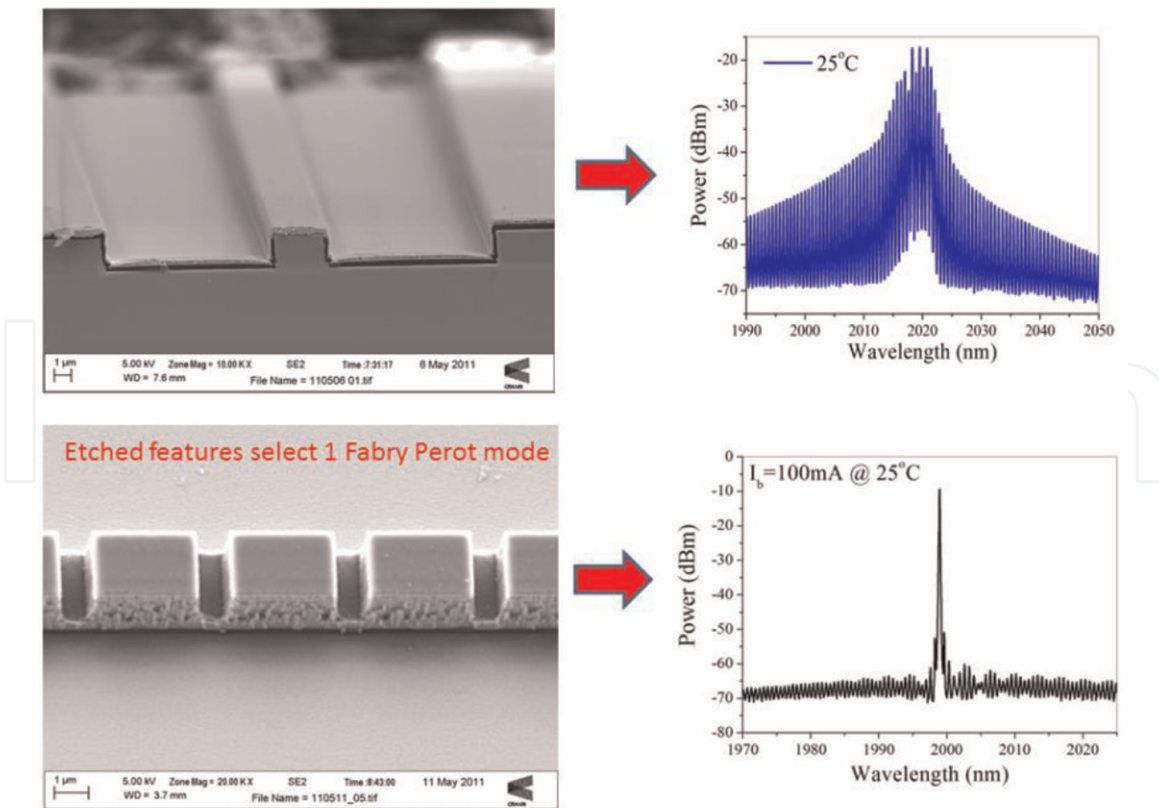 25°C
-20
-30
-40
-50
-60
-70
Power (dBm)
1990 2000 2010 2020 2030 2040 2050
Wavelength (nm)
1 µm 5.00 kV Zone Mag = 10.00 K X SE2 Time :7:31:17 6 May 2011
WD = 7.6 mm File Name = 110506 01.tif
Etched features select 1 Fabry Perot mode
I_b=100mA @ 25°C
0
-10
-20
-30
-40
-50
-60
-70
-80
Power (dBm)
1970 1980 1990 2000 2010 2020
Wavelength (nm)
1 µm 5.00 kV Zone Mag = 20.00 K X SE2 Time :8:43:00 11 May 2011
WD = 3.7 mm File Name = 110511_05.tif